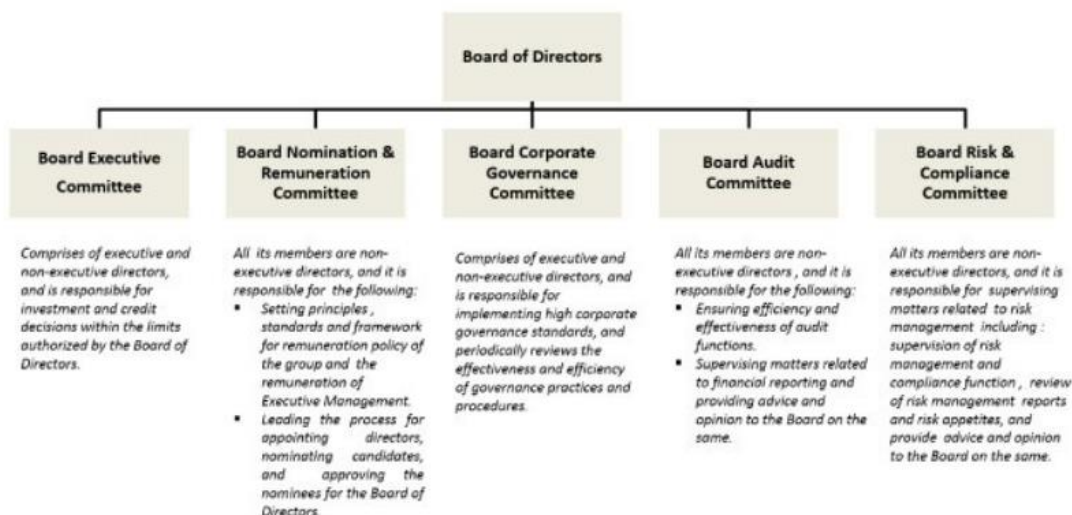 Board of Directors
Board Executive
Committee
Board Nomination &
Remuneration
Committee
Board Corporate
Governance
Committee
Board Audit
Committee
Board Risk &
Compliance
Committee
Comprises of executive and
non-executive directors,
and is responsible for
investment and credit
decisions within the limits
authorized by the Board of
Directors.
All its members are non-
executive directors, and it is
responsible for the following:
▪ Setting principles ,
standards and framework
for remuneration policy of
the group and the
remuneration of
Executive Management.
▪ Leading the process for
appointing directors,
nominating candidates,
and approving the
nominees for the Board of
Directors.
Comprises of executive and
non-executive directors, and
is responsible for
implementing high corporate
governance standards, and
periodically reviews the
effectiveness and efficiency
of governance practices and
procedures.
All its members are non-
executive directors , and it is
responsible for the following:
▪ Ensuring efficiency and
effectiveness of audit
functions.
▪ Supervising matters related
to financial reporting and
providing advice and
opinion to the Board on the
same.
All its members are non-
executive directors, and it is
responsible for supervising
matters related to risk
management including :
supervision of risk
management and
compliance function , review
of risk management reports
and risk appetites, and
provide advice and opinion
to the Board on the same.